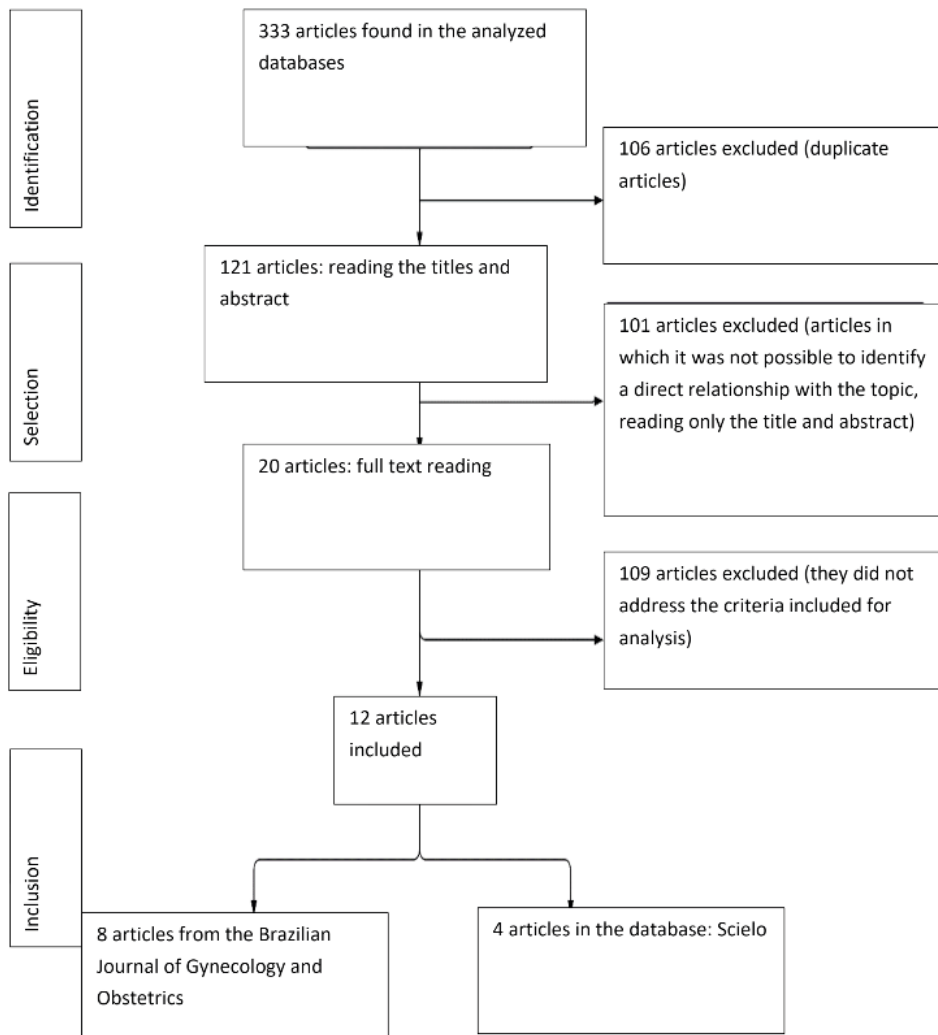 Identification
333 articles found in the analyzed
databases
106 articles excluded (duplicate
articles)
Selection
121 articles: reading the titles and
abstract
101 articles excluded (articles in
which it was not possible to identify
a direct relationship with the topic,
reading only the title and abstract)
20 articles: full text reading
Eligibility
109 articles excluded (they did not
address the criteria included for
analysis)
12 articles
included
Inclusion
8 articles from the Brazilian
Journal of Gynecology and
Obstetrics
4 articles in the database: Scielo